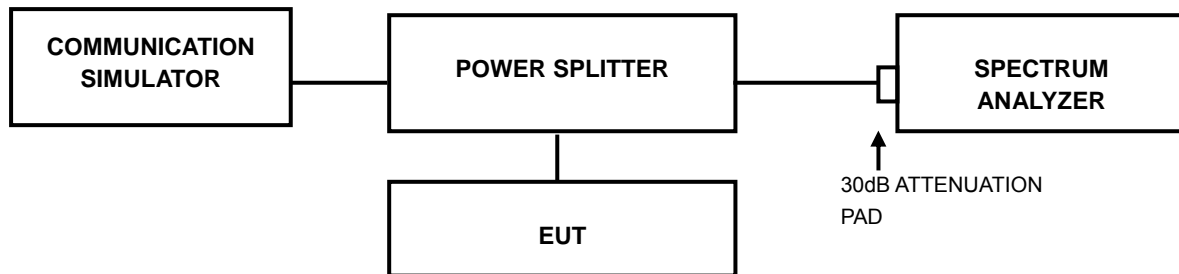 COMMUNICATION
SIMULATOR
POWER SPLITTER
SPECTRUM
ANALYZER
30dB ATTENUATION
PAD
EUT